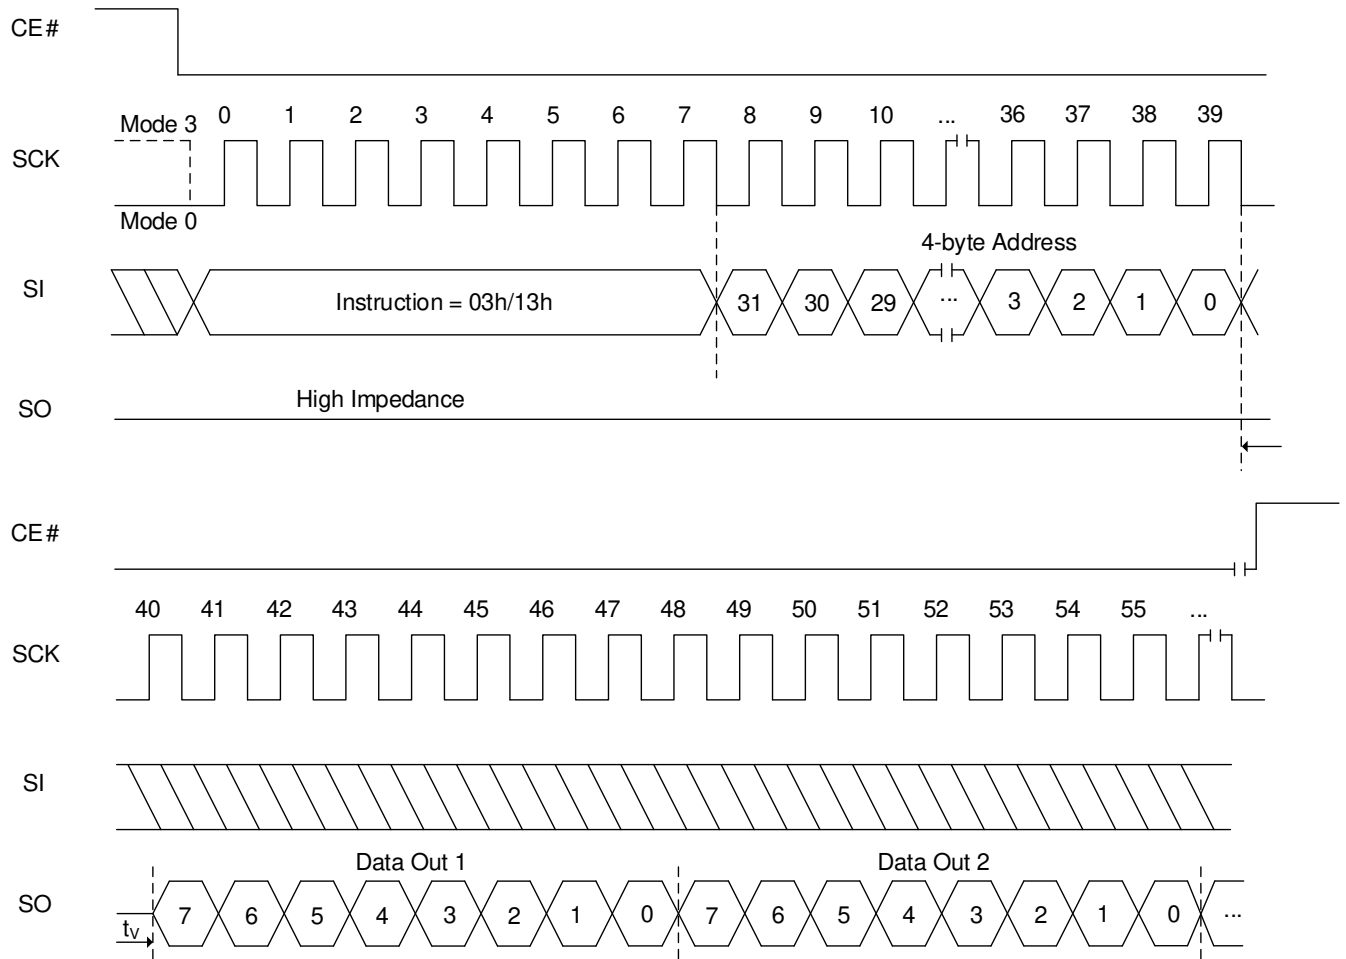 CE#
0 1 2 3 4 5 6 7 8 9 10 ... 36 37 38 39
Mode 3
SCK
Mode 0
4-byte Address
SI
Instruction = 03h/13h 31 30 29 ... 3 2 1 0
High Impedance
SO
CE#
40 41 42 43 44 45 46 47 48 49 50 51 52 53 54 55 ...
SCK
SI
Data Out 1 Data Out 2
SO
7 6 5 4 3 2 1 0 7 6 5 4 3 2 1 0 ...
tV